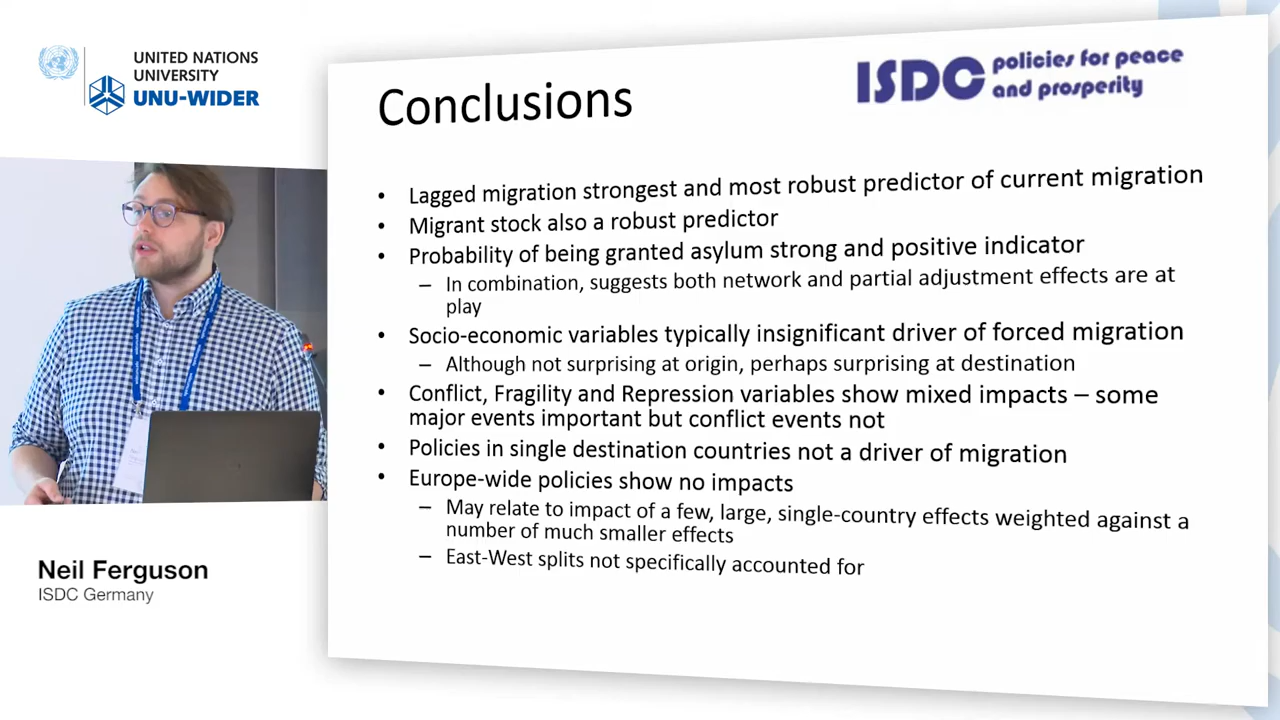 UNITED NATIONS
UNIVERSITY
UNU-WIDER
Neil Ferguson
ISDC Germany
Conclusions
ISDC policies for peace
and prosperity
• Lagged migration strongest and most robust predictor of current migration
• Migrant stock also a robust predictor
• Probability of being granted asylum strong and positive indicator
– In combination, suggests both network and partial adjustment effects are at
play
• Socio-economic variables typically insignificant driver of forced migration
– Although not surprising at origin, perhaps surprising at destination
• Conflict, Fragility and Repression variables show mixed impacts – some
major events important but conflict events not
• Policies in single destination countries not a driver of migration
• Europe-wide policies show no impacts
– May relate to impact of a few, large, single-country effects weighted against a
number of much smaller effects
– East-West splits not specifically accounted for